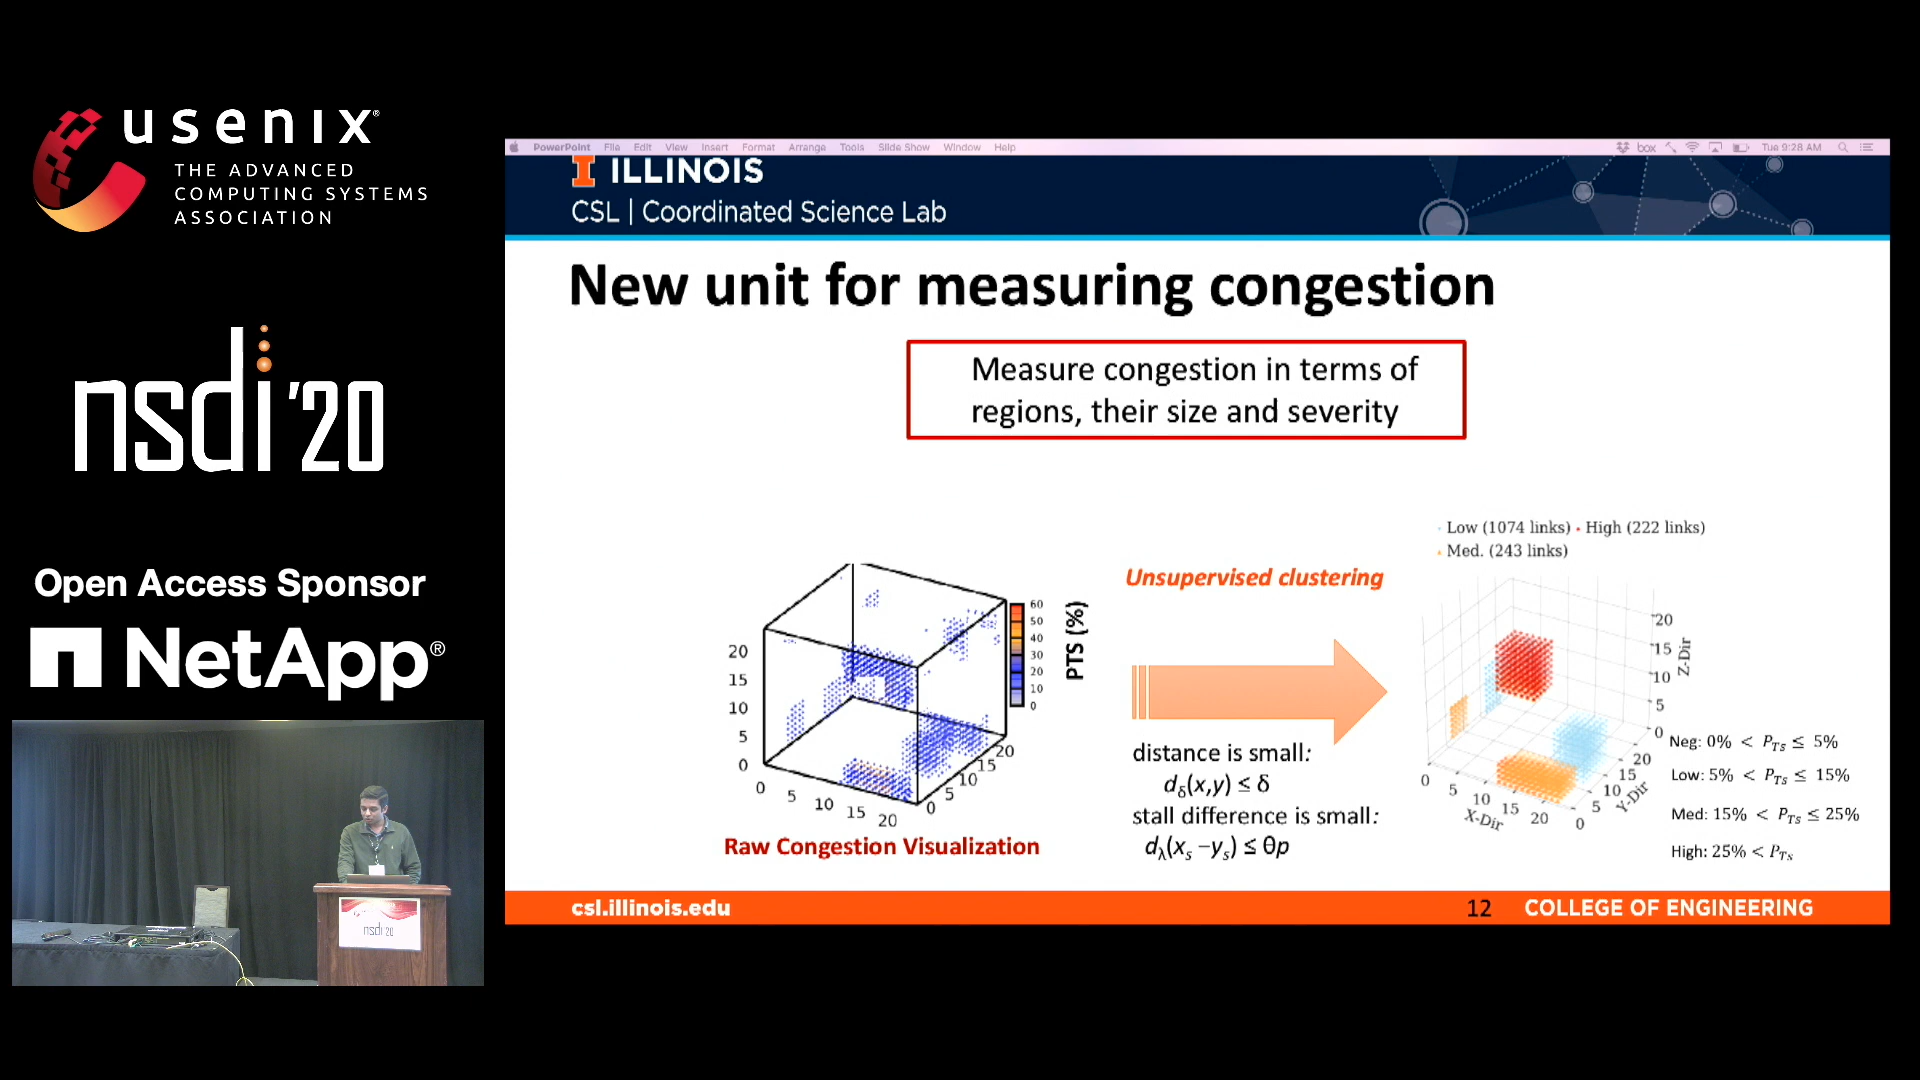 usenix®
THE ADVANCED
COMPUTING SYSTEMS
ASSOCIATION
nsdi '20
Open Access Sponsor
NetApp®
nsdi '20
PowerPoint File Edit View Insert Format Arrange Tools Slide Show Window Help
box Tue 9:28 AM
I ILLINOIS
CSL | Coordinated Science Lab
New unit for measuring congestion
Measure congestion in terms of
regions, their size and severity
20
15
10
5
0
0
5
10
15
20
0
5
10
15
20
60
50
40
30
20
10
0
PTS (%)
Raw Congestion Visualization
Unsupervised clustering
distance is small:
dδ(x,y) ≤ δ
stall difference is small:
dλ(xs –ys) ≤ θp
Low (1074 links) High (222 links)
Med. (243 links)
20
15
10
5
0
Z-Dir
0
5
10
15
20
X-Dir
0
5
10
15
20
Y-Dir
Neg: 0% < PTs ≤ 5%
Low: 5% < PTs ≤ 15%
Med: 15% < PTs ≤ 25%
High: 25% < PTs
csl.illinois.edu
12 COLLEGE OF ENGINEERING